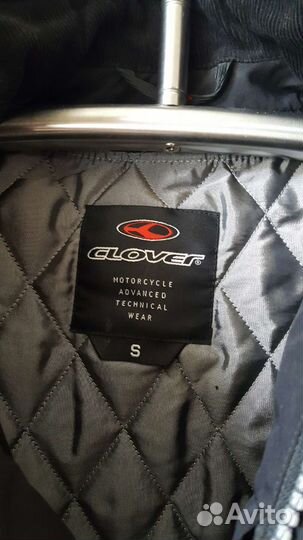 CLOVER®
MOTORCYCLE
ADVANCED
TECHNICAL
WEAR
S
Avito